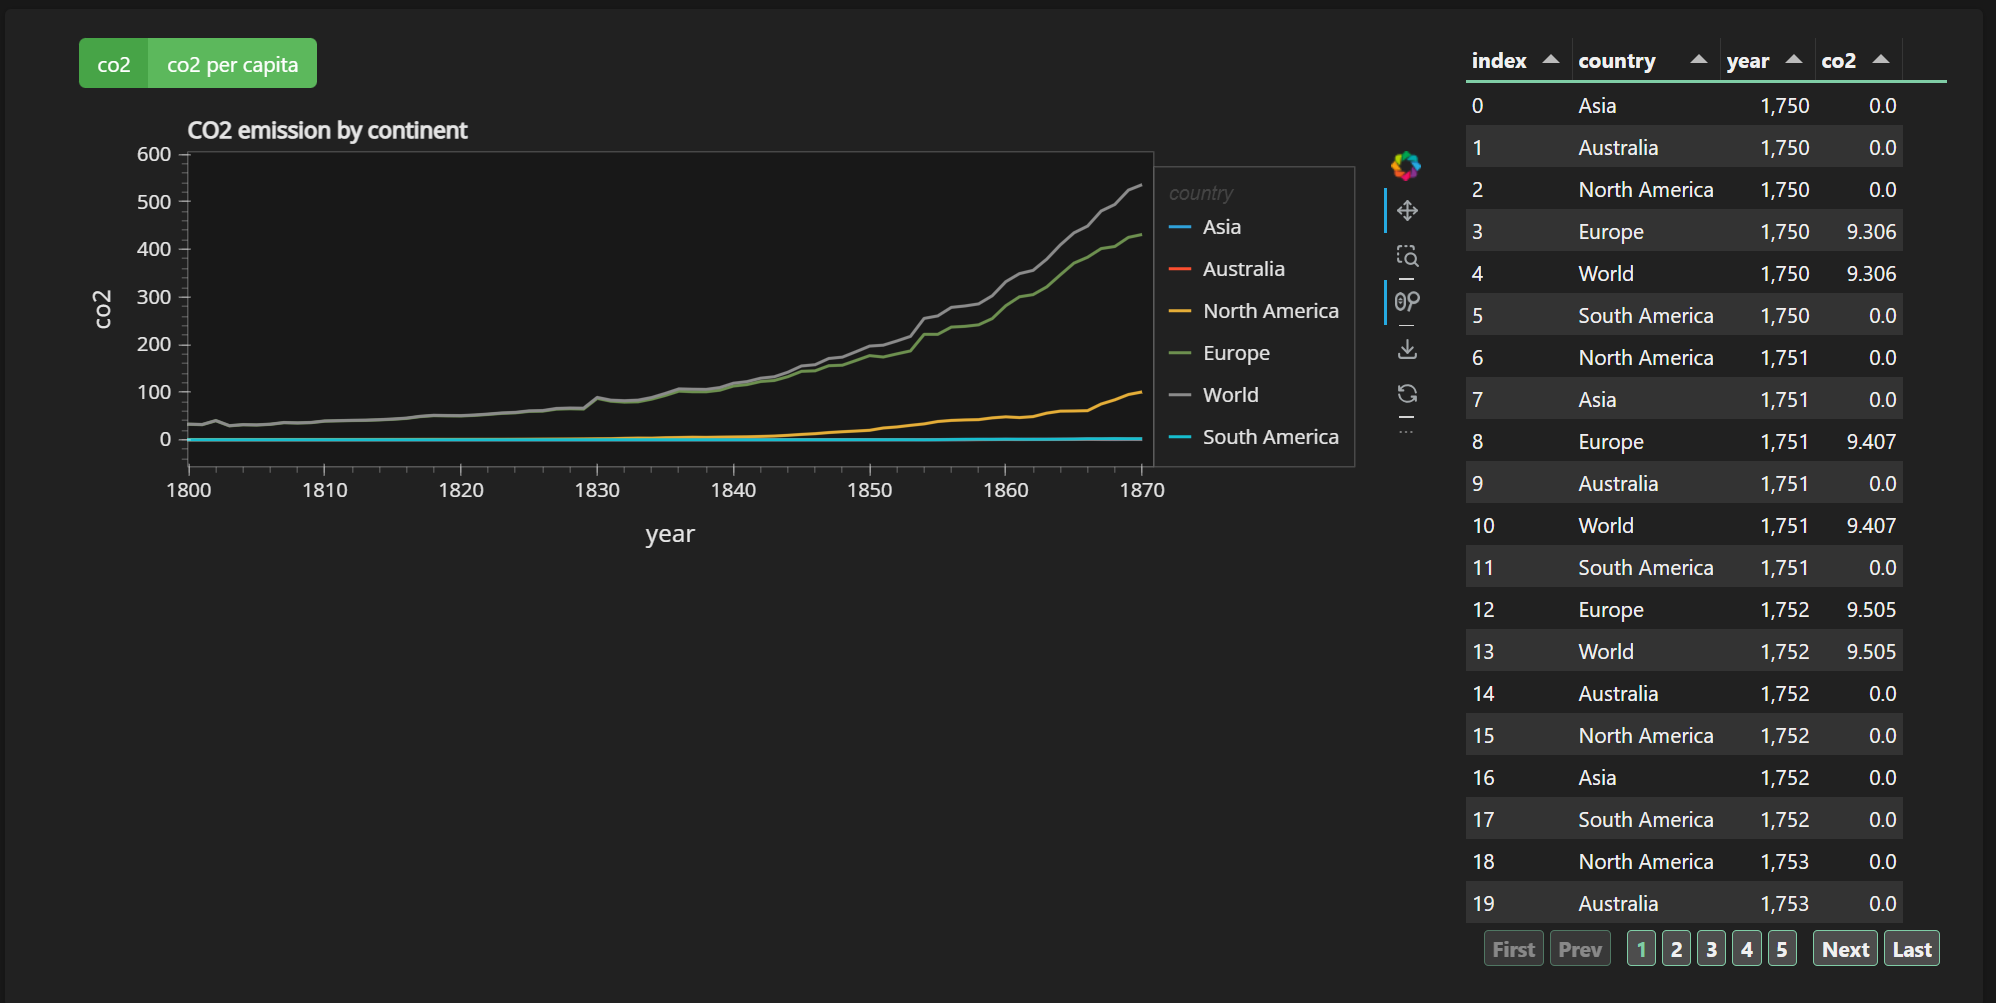 co2 co2 per capita
CO2 emission by continent
600
500
400
300
200
100
0
co2
1800 1810 1820 1830 1840 1850 1860 1870
year
country
Asia
Australia
North America
Europe
World
South America
index country year co2
0 Asia 1,750 0.0
1 Australia 1,750 0.0
2 North America 1,750 0.0
3 Europe 1,750 9.306
4 World 1,750 9.306
5 South America 1,750 0.0
6 North America 1,751 0.0
7 Asia 1,751 0.0
8 Europe 1,751 9.407
9 Australia 1,751 0.0
10 World 1,751 9.407
11 South America 1,751 0.0
12 Europe 1,752 9.505
13 World 1,752 9.505
14 Australia 1,752 0.0
15 North America 1,752 0.0
16 Asia 1,752 0.0
17 South America 1,752 0.0
18 North America 1,753 0.0
19 Australia 1,753 0.0
First Prev 1 2 3 4 5 Next Last